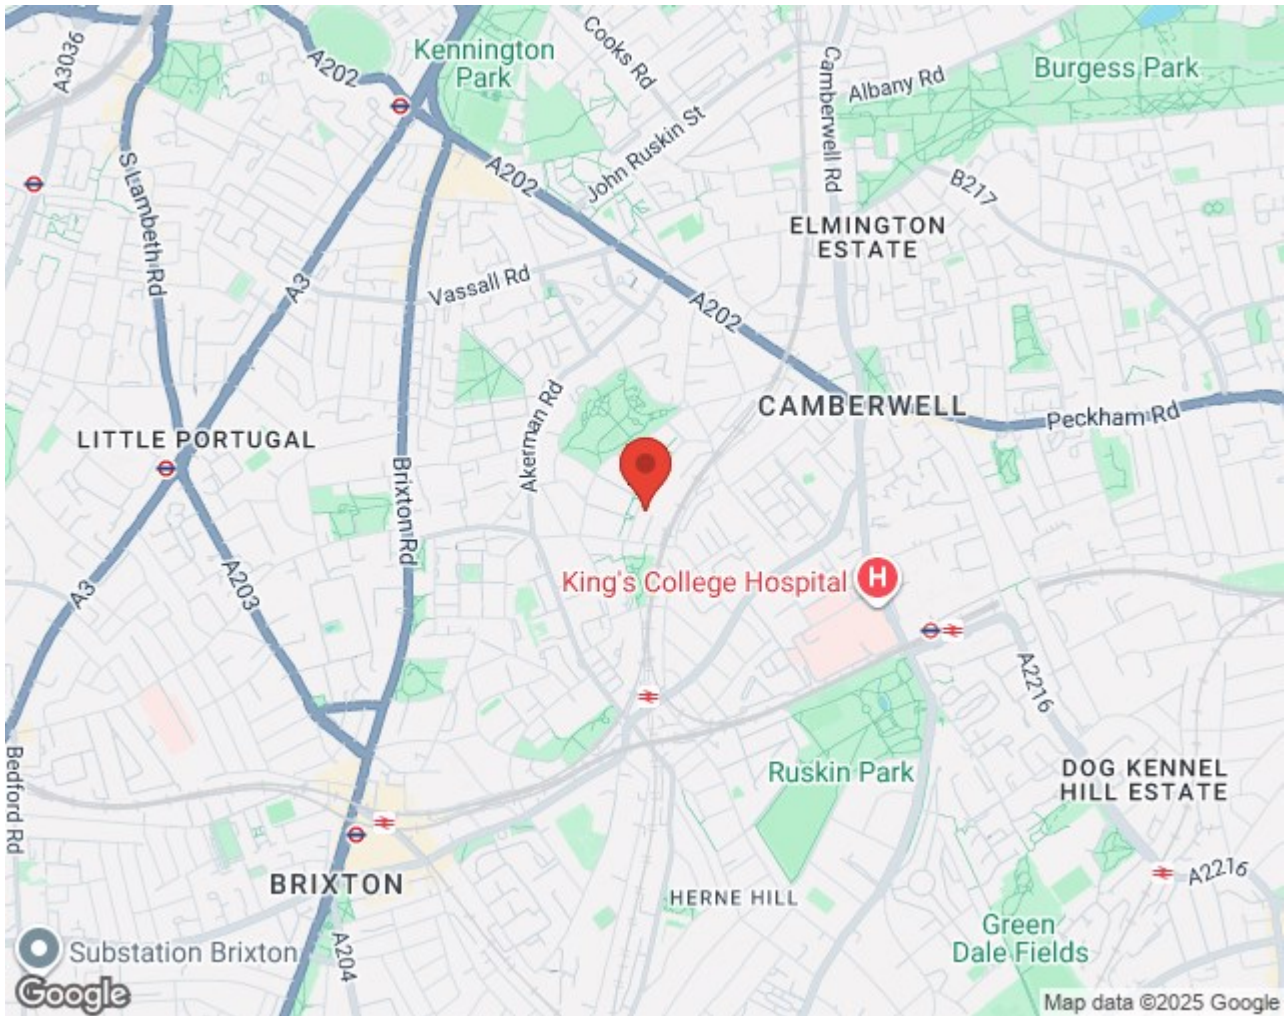 A3036
A202
Kennington
Park
Cooks Rd
Camberwell Rd
Albany Rd
Burgess Park
John Ruskin St
S Lambeth Rd
A202
B217
ELMINGTON
ESTATE
A3
Vassall Rd
A202
CAMBERWELL
Peckham Rd
LITTLE PORTUGAL
Akerman Rd
Brixton Rd
A3
A203
King's College Hospital
H
A2216
Bedford Rd
Ruskin Park
DOG KENNEL
HILL ESTATE
A2216
BRIXTON
HERNE HILL
Green
Dale Fields
Substation Brixton
A204
Google
Map data ©2025 Google